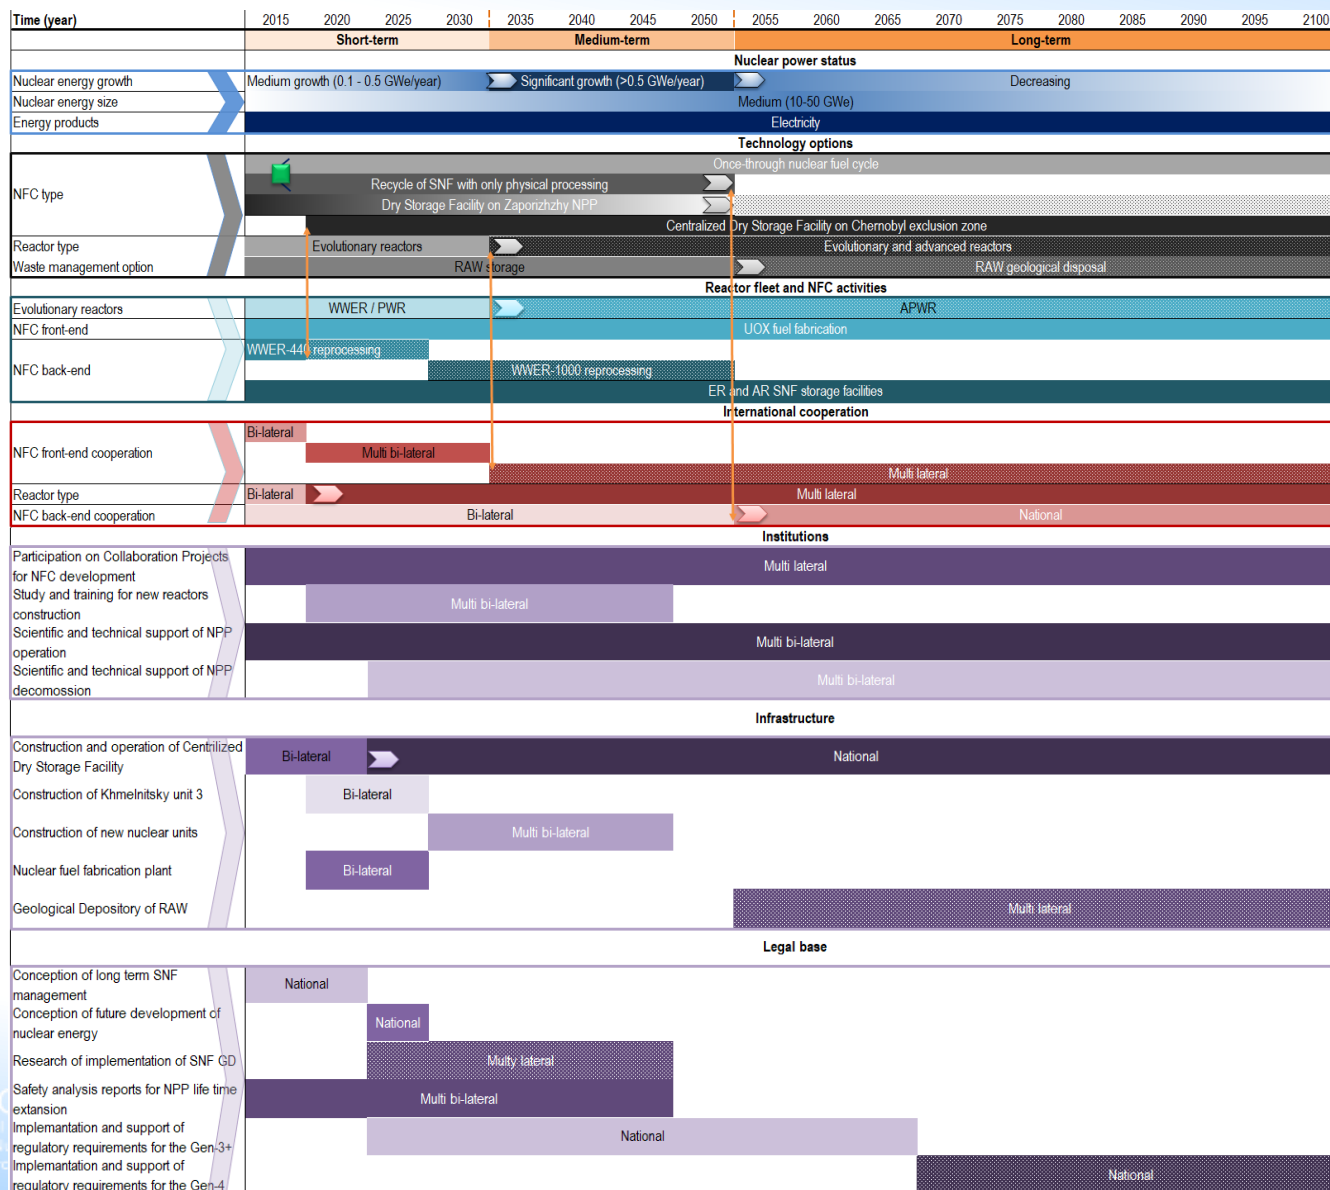 Time (year) 2015 2020 2025 2030 2035 2040 2045 2050 2055 2060 2065 2070 2075 2080 2085 2090 2095 2100
Short-term Medium-term Long-term
Nuclear power status
Nuclear energy growth Medium growth (0.1 - 0.5 GWe/year) Significant growth (>0.5 GWe/year) Decreasing
Nuclear energy size Medium (10-50 GWe)
Energy products Electricity
Technology options
Once-through nuclear fuel cycle
Recycle of SNF with only physical processing
NFC type
Dry Storage Facility on Zaporizhzhy NPP
Centralized Dry Storage Facility on Chernobyl exclusion zone
Reactor type Evolutionary reactors Evolutionary and advanced reactors
Waste management option RAW storage RAW geological disposal
Reactor fleet and NFC activities
Evolutionary reactors WWER / PWR APWR
NFC front-end UOX fuel fabrication
WWER-440 reprocessing
NFC back-end WWER-1000 reprocessing
ER and AR SNF storage facilities
International cooperation
Bi-lateral
NFC front-end cooperation Multi bi-lateral
Multi lateral
Reactor type Bi-lateral Multi lateral
NFC back-end cooperation Bi-lateral National
Institutions
Participation on Collaboration Projects
for NFC development
Multi lateral
Study and training for new reactors
construction
Multi bi-lateral
Scientific and technical support of NPP
operation
Multi bi-lateral
Scientific and technical support of NPP
decomossion
Multi bi-lateral
Infrastructure
Construction and operation of Centrilized
Dry Storage Facility
Bi-lateral National
Construction of Khmelnitsky unit 3 Bi-lateral
Construction of new nuclear units Multi bi-lateral
Nuclear fuel fabrication plant Bi-lateral
Geological Depository of RAW Multi lateral
Legal base
Conception of long term SNF
management
National
Conception of future development of
nuclear energy
National
Research of implementation of SNF GD Multy lateral
Safety analysis reports for NPP life time
extansion
Multi bi-lateral
Implemantation and support of
regulatory requirements for the Gen-3+
National
Implemantation and support of
regulatory requirements for the Gen-4
National